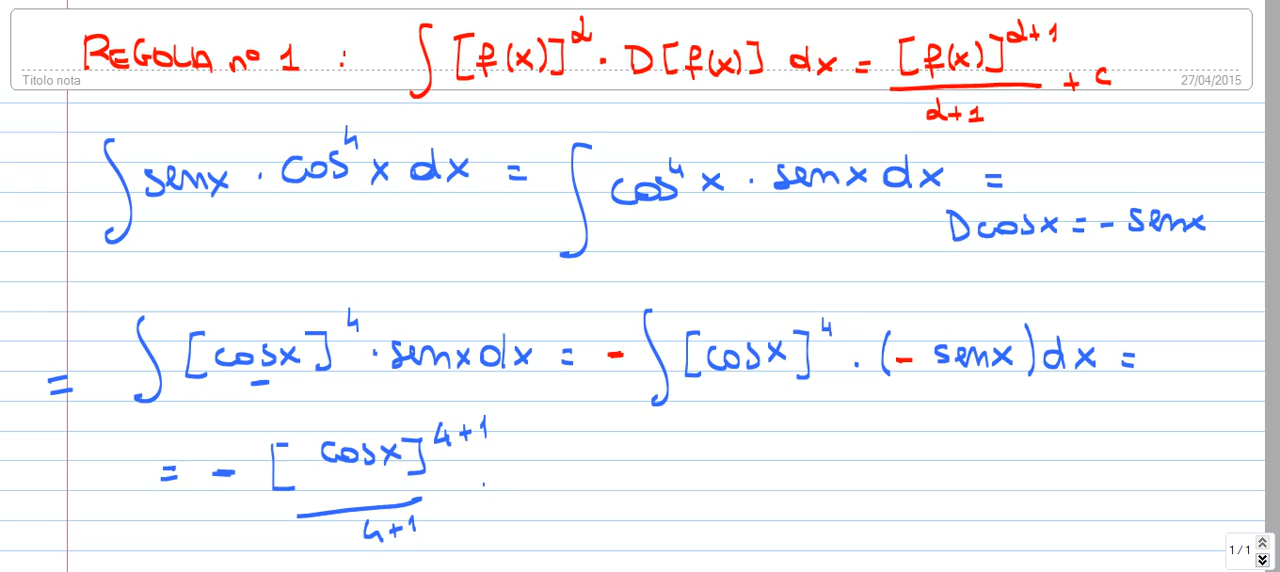 REGOLA n° 1 : ∫ [f(x)]^α · D[f(x)] dx = [f(x)]^(α+1) / (α+1) + c
Titolo nota 27/04/2015
∫ senx · cos⁴x dx = ∫ cos⁴x · senx dx =
Dcosx = - senx
= ∫ [cosx]⁴ · senx dx = - ∫ [cosx]⁴ · (- senx) dx =
= - [cosx]^(4+1) / (4+1)
1 / 1